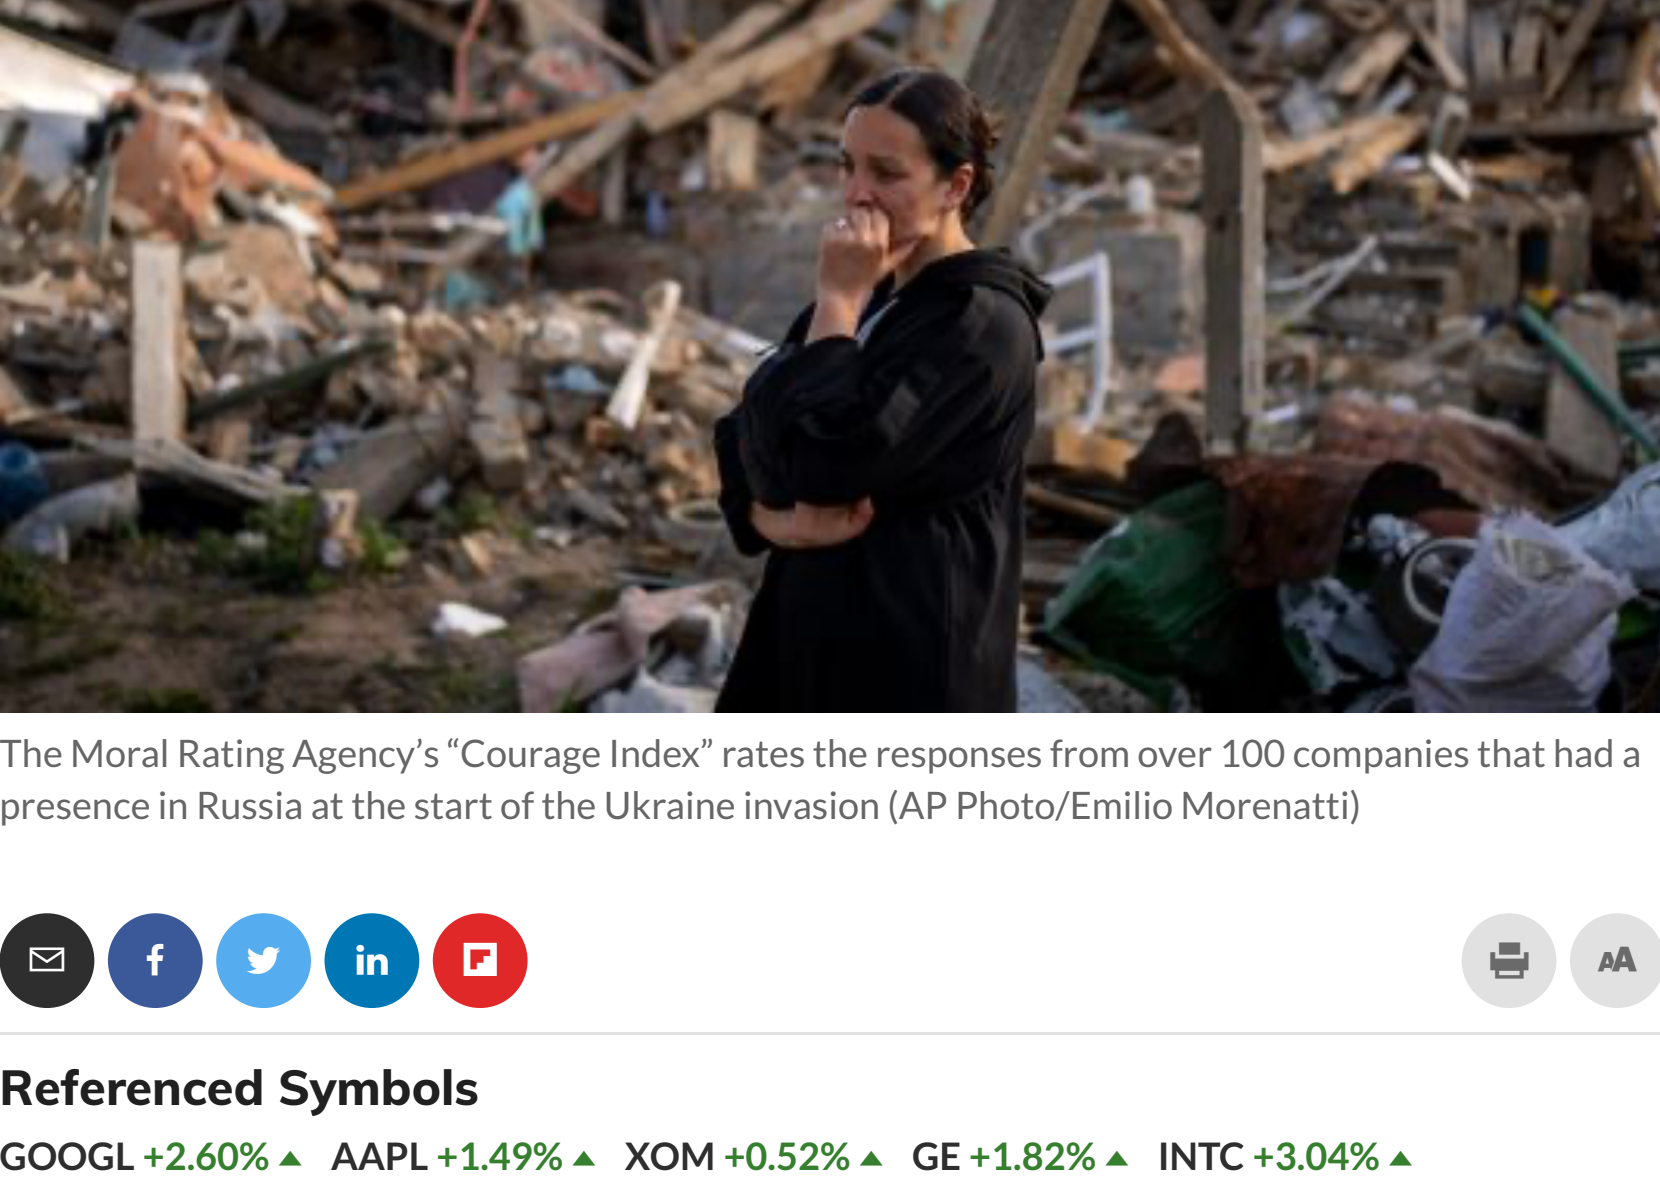 The Moral Rating Agency’s “Courage Index” rates the responses from over 100 companies that had a
presence in Russia at the start of the Ukraine invasion (AP Photo/Emilio Morenatti)
f
in
AA
Referenced Symbols
GOOGL +2.60% ▲ AAPL +1.49% ▲ XOM +0.52% ▲ GE +1.82% ▲ INTC +3.04% ▲